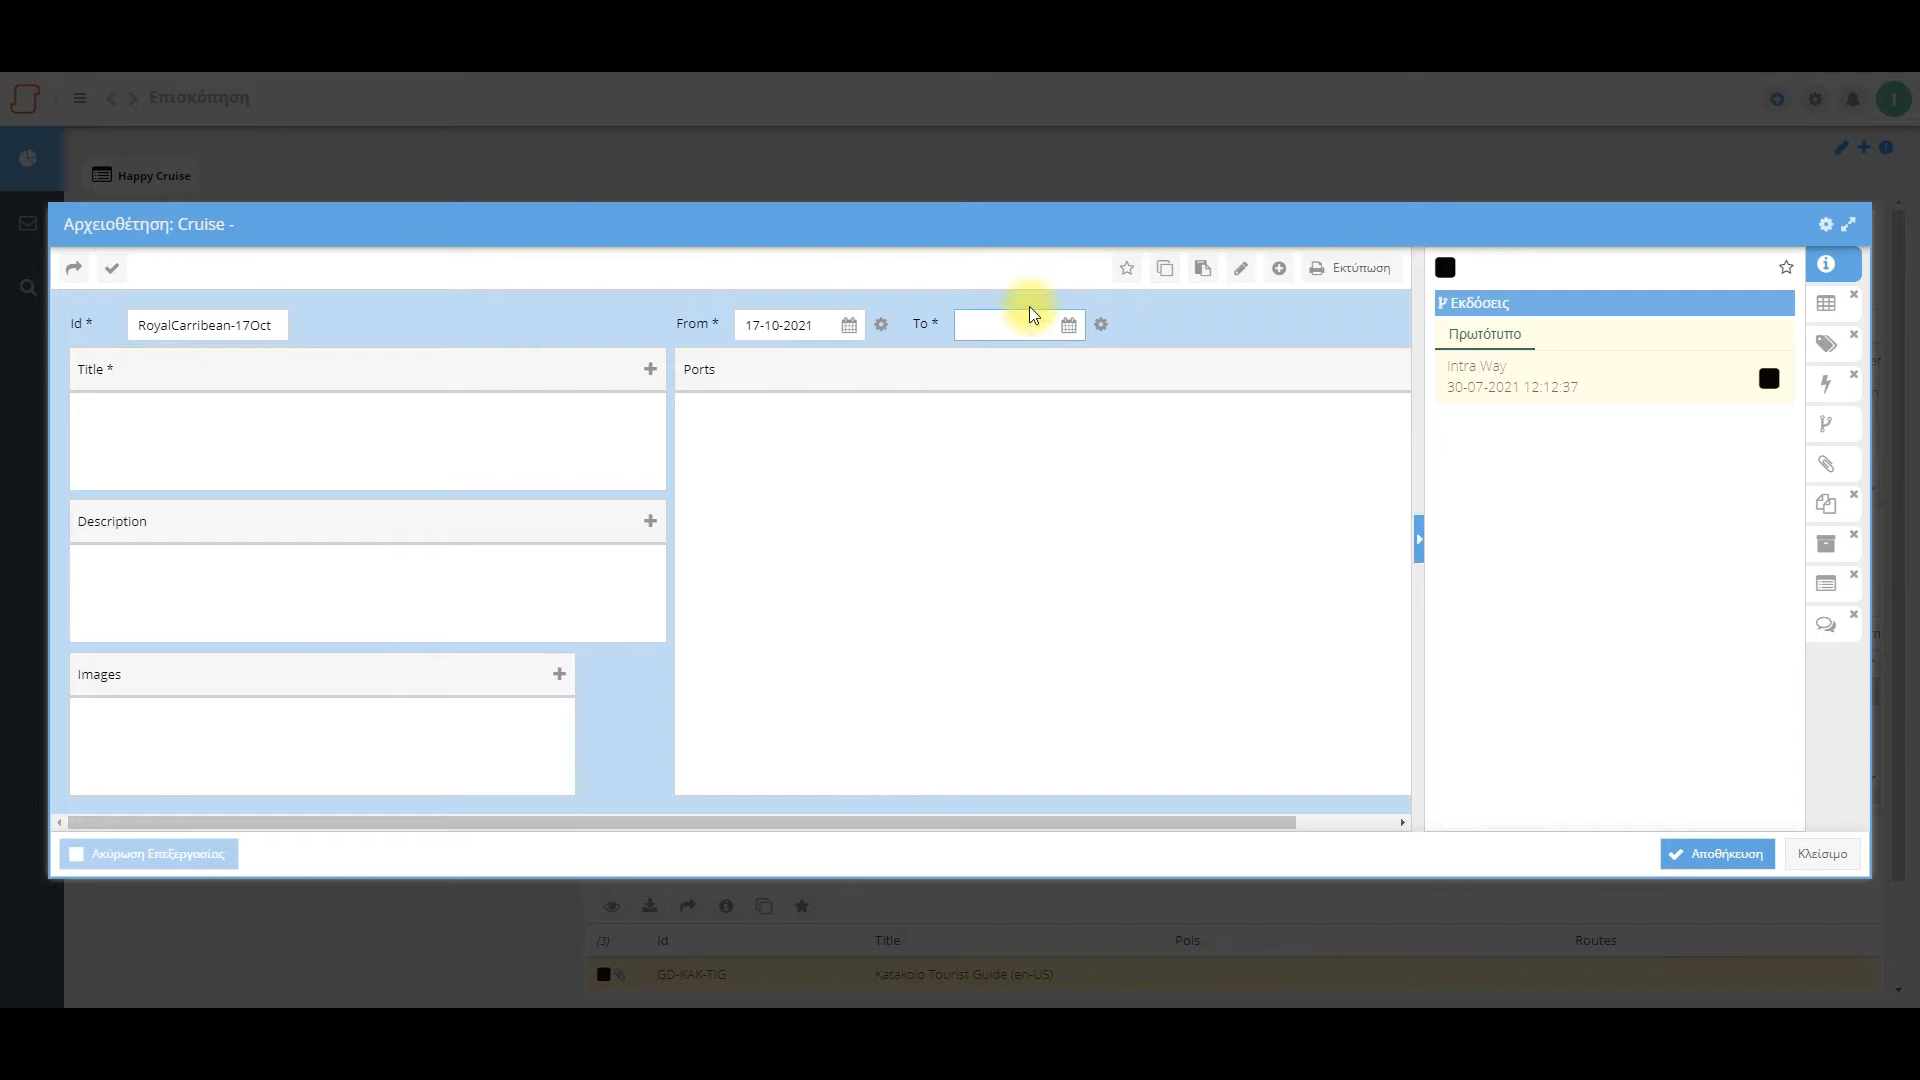 Επισκόπηση
I
Happy Cruise
Αρχειοθέτηση: Cruise -
Εκτύπωση
Id *
RoyalCarribean-17Oct
From *
17-10-2021
To *
Title *
Ports
Description
Images
Εκδόσεις
Πρωτότυπο
Intra Way
30-07-2021 12:12:37
Ακύρωση Επεξεργασίας
Αποθήκευση
Κλείσιμο
(3)
Id
Title
Pois
Routes
GD-KAK-TIG
Katakolo Tourist Guide (en-US)